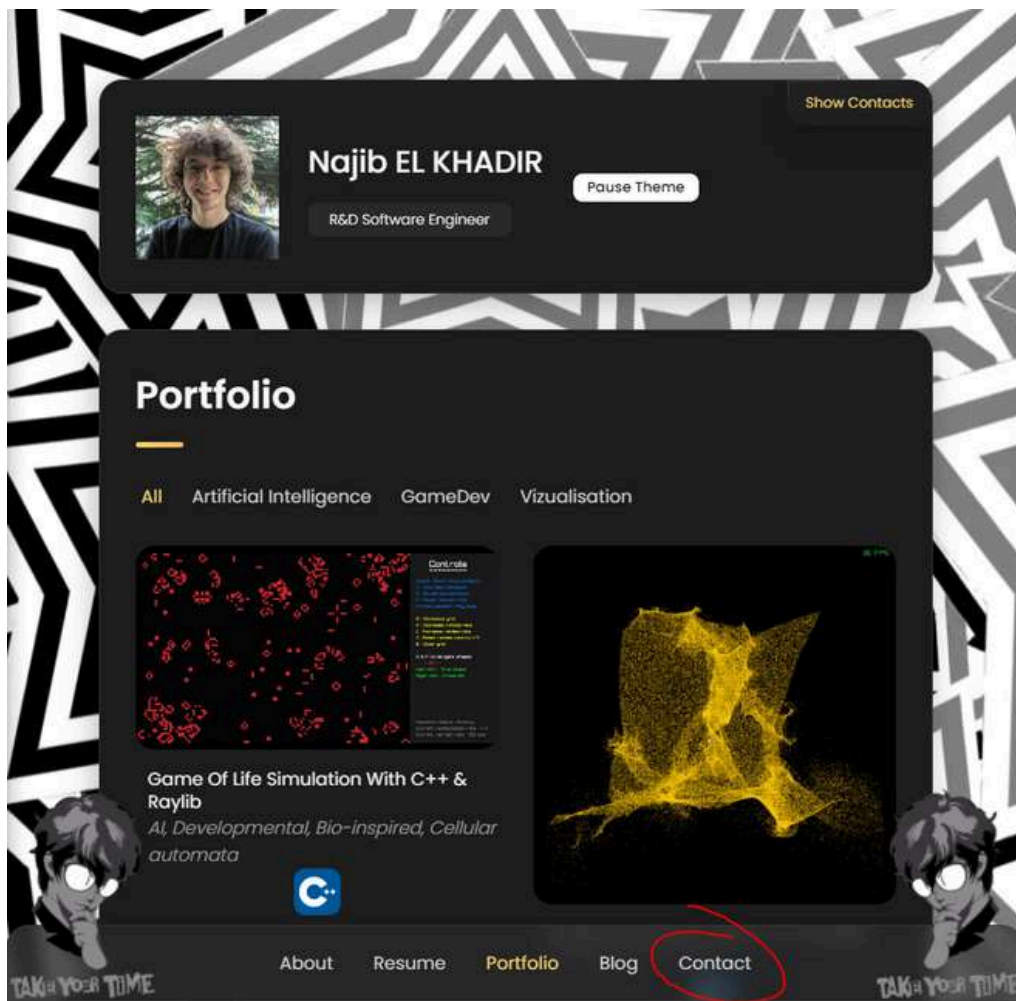 Show Contacts
Najib EL KHADIR
Pause Theme
R&D Software Engineer
Portfolio
All Artificial Intelligence GameDev Vizualisation
Controls
Game Of Life Simulation With C++ &
Raylib
AI, Developmental, Bio-inspired, Cellular
automata
C++
About Resume Portfolio Blog Contact
TAKE YOUR TIME TAKE YOUR TIME